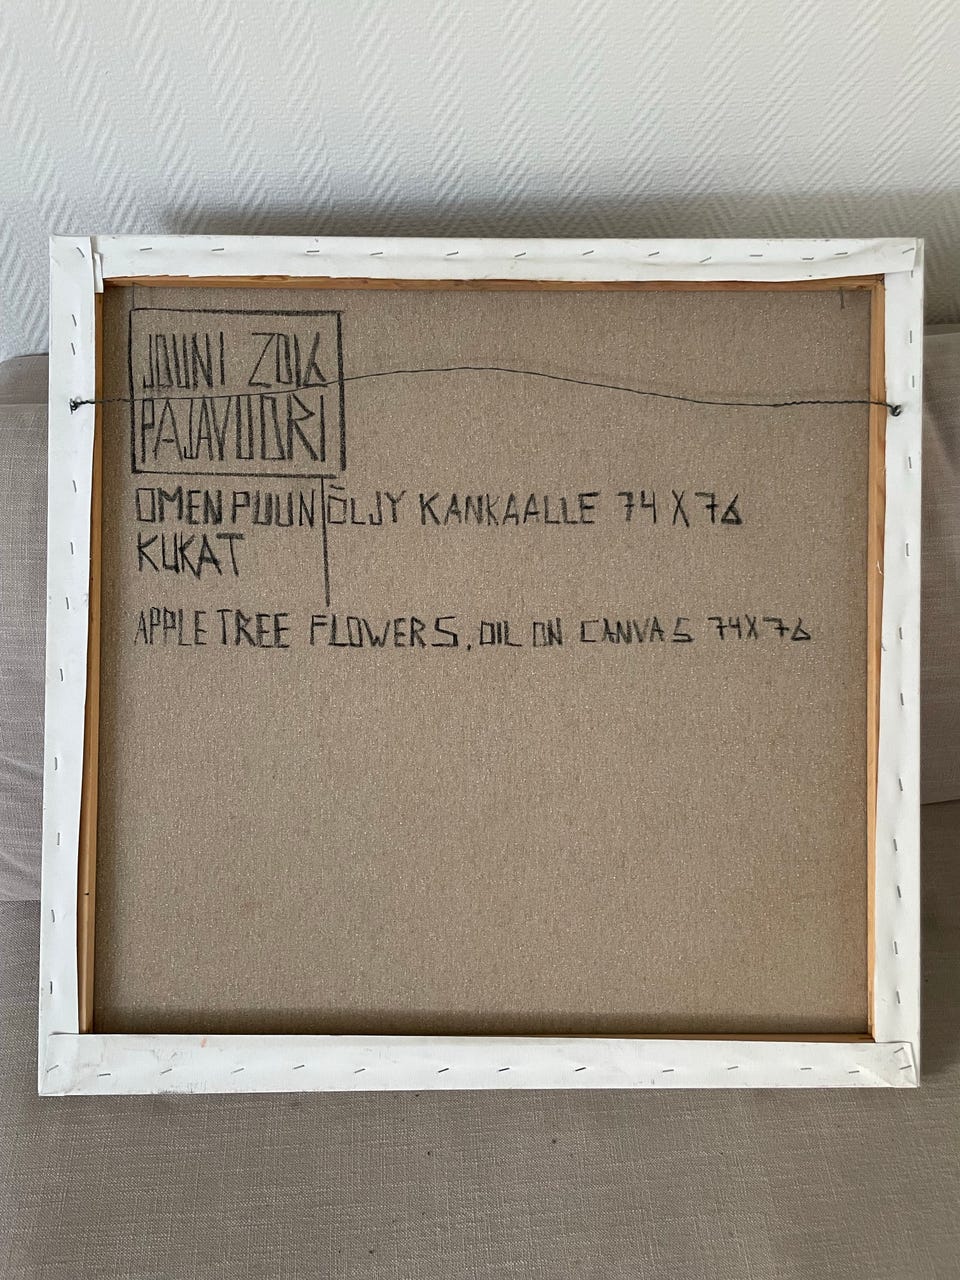 JOUNI 2016
PAJAVUORI
OMENPUUN ÖLJY KANKAALLE 74 X 76
KUKAT
APPLE TREE FLOWERS, OIL ON CANVAS 74X76